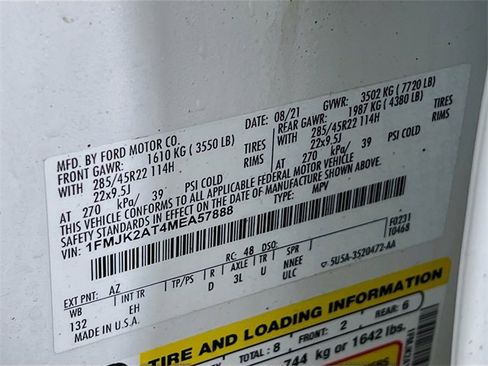 MFD. BY FORD MOTOR CO.
DATE: 08/21 GVWR: 3502 KG ( 7720 LB)
FRONT GAWR: 1610 KG ( 3550 LB) REAR GAWR: 1987 KG ( 4380 LB)
WITH 285/45R22 114H TIRES WITH 285/45R22 114H TIRES
22x9.5J RIMS 22x9.5J RIMS
AT 270 kPa/ 39 PSI COLD AT 270 kPa/ 39 PSI COLD
THIS VEHICLE CONFORMS TO ALL APPLICABLE FEDERAL MOTOR VEHICLE
SAFETY STANDARDS IN EFFECT ON THE DATE OF MANUFACTURE SHOWN ABOVE.
VIN: 1FMJK2AT4MEA57888 TYPE: MPV
F0231
T0468
EXT PNT: AZ RC: 48 DSO:
WB INT TR TP/PS R AXLE TR SPR
132 EH D 3L U NNEE
ULC
5U5A-3520472-AA
MADE IN U.S.A.
TIRE AND LOADING INFORMATION
TOTAL: 8 FRONT: 2 REAR: 6
744 kg or 1642 lbs.